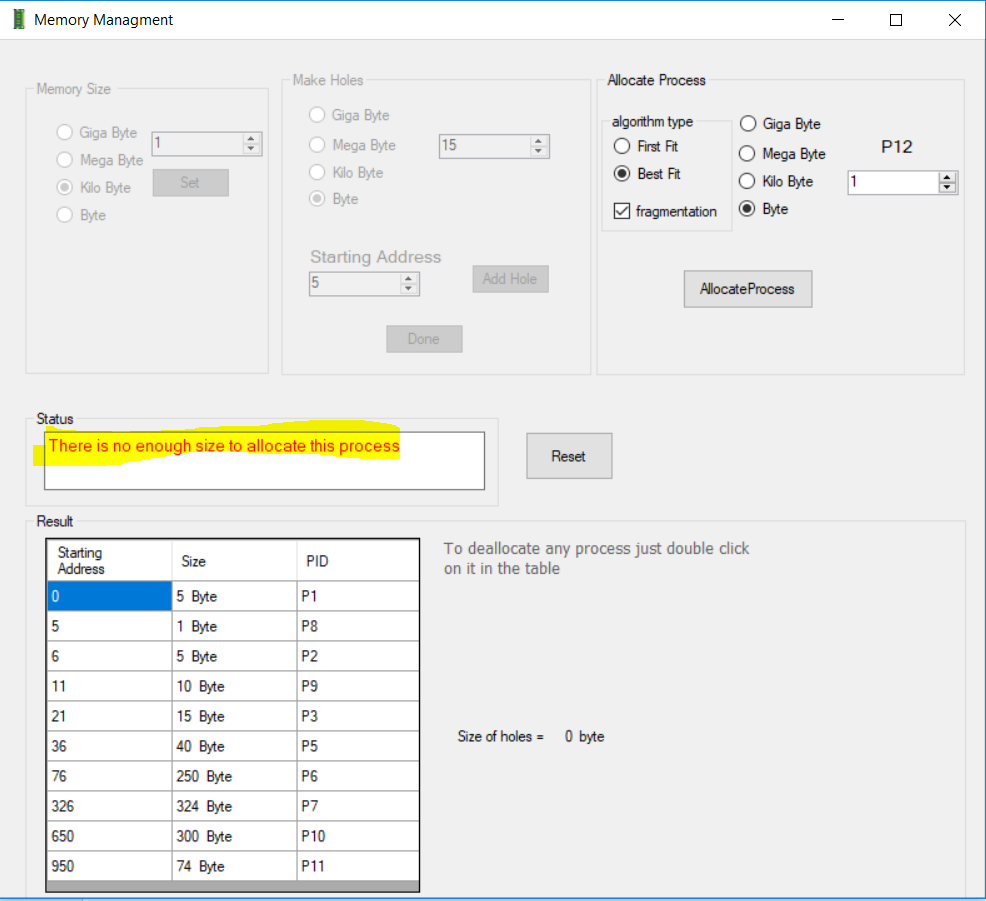 Memory Managment
Memory Size
Giga Byte
Mega Byte
Kilo Byte
Byte
1
Set
Make Holes
Giga Byte
Mega Byte
Kilo Byte
Byte
15
Starting Address
5
Add Hole
Done
Allocate Process
algorithm type
First Fit
Best Fit
fragmentation
Giga Byte
Mega Byte
Kilo Byte
Byte
P12
1
AllocateProcess
Status
There is no enough size to allocate this process
Reset
Result
Starting
Address
Size
PID
0 5 Byte P1
5 1 Byte P8
6 5 Byte P2
11 10 Byte P9
21 15 Byte P3
36 40 Byte P5
76 250 Byte P6
326 324 Byte P7
650 300 Byte P10
950 74 Byte P11
To deallocate any process just double click
on it in the table
Size of holes = 0 byte